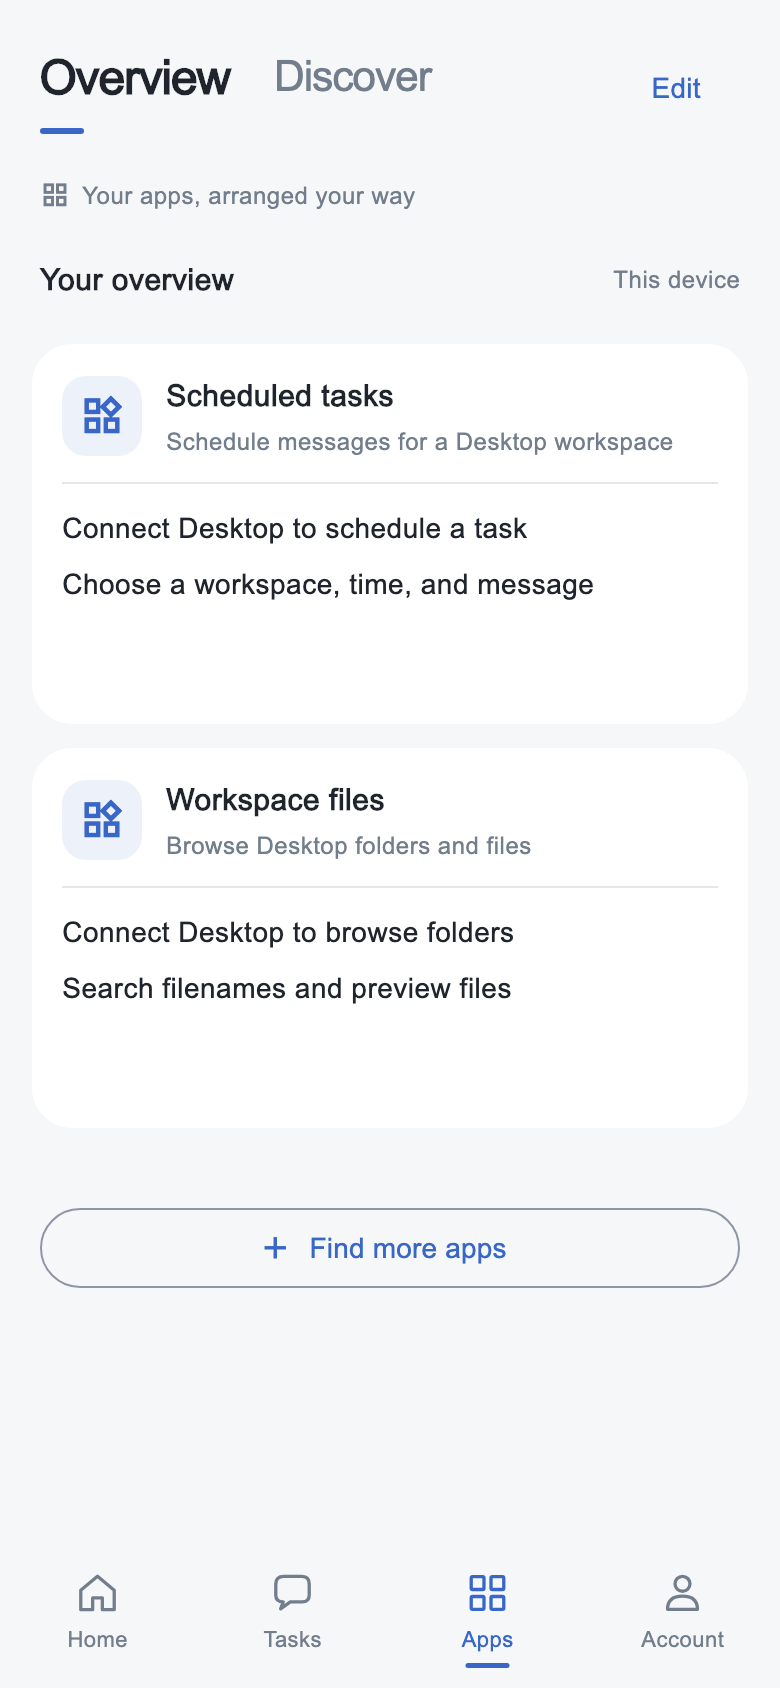 Overview Discover Edit
Your apps, arranged your way
Your overview This device
Scheduled tasks
Schedule messages for a Desktop workspace
Connect Desktop to schedule a task
Choose a workspace, time, and message
Workspace files
Browse Desktop folders and files
Connect Desktop to browse folders
Search filenames and preview files
+ Find more apps
Home Tasks Apps Account